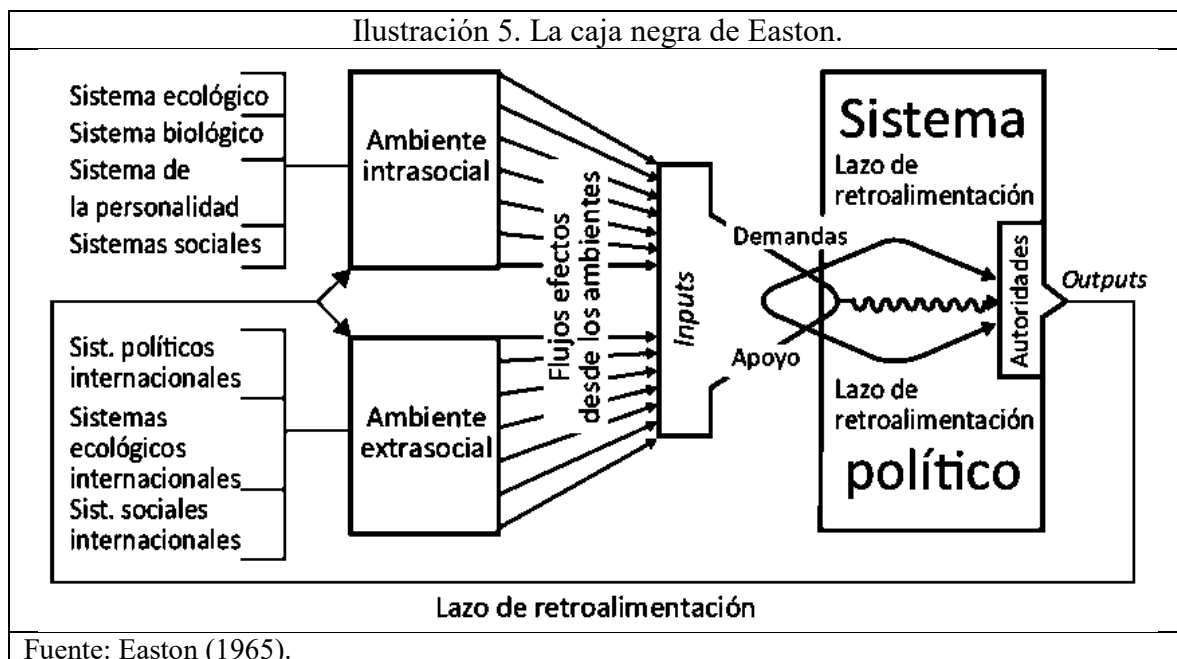 Ilustración 5. La caja negra de Easton.
Sistema ecológico
Sistema biológico
Sistema de
la personalidad
Sistemas sociales
Ambiente
intrasocial
Sist. políticos
internacionales
Sistemas
ecológicos
internacionales
Sist. sociales
internacionales
Ambiente
extrasocial
Flujos efectos
desde los ambientes
Inputs
Demandas
Apoyo
Sistema
Lazo de
retroalimentación
Autoridades
Lazo de
retroalimentación
político
Outputs
Lazo de retroalimentación
Fuente: Easton (1965).